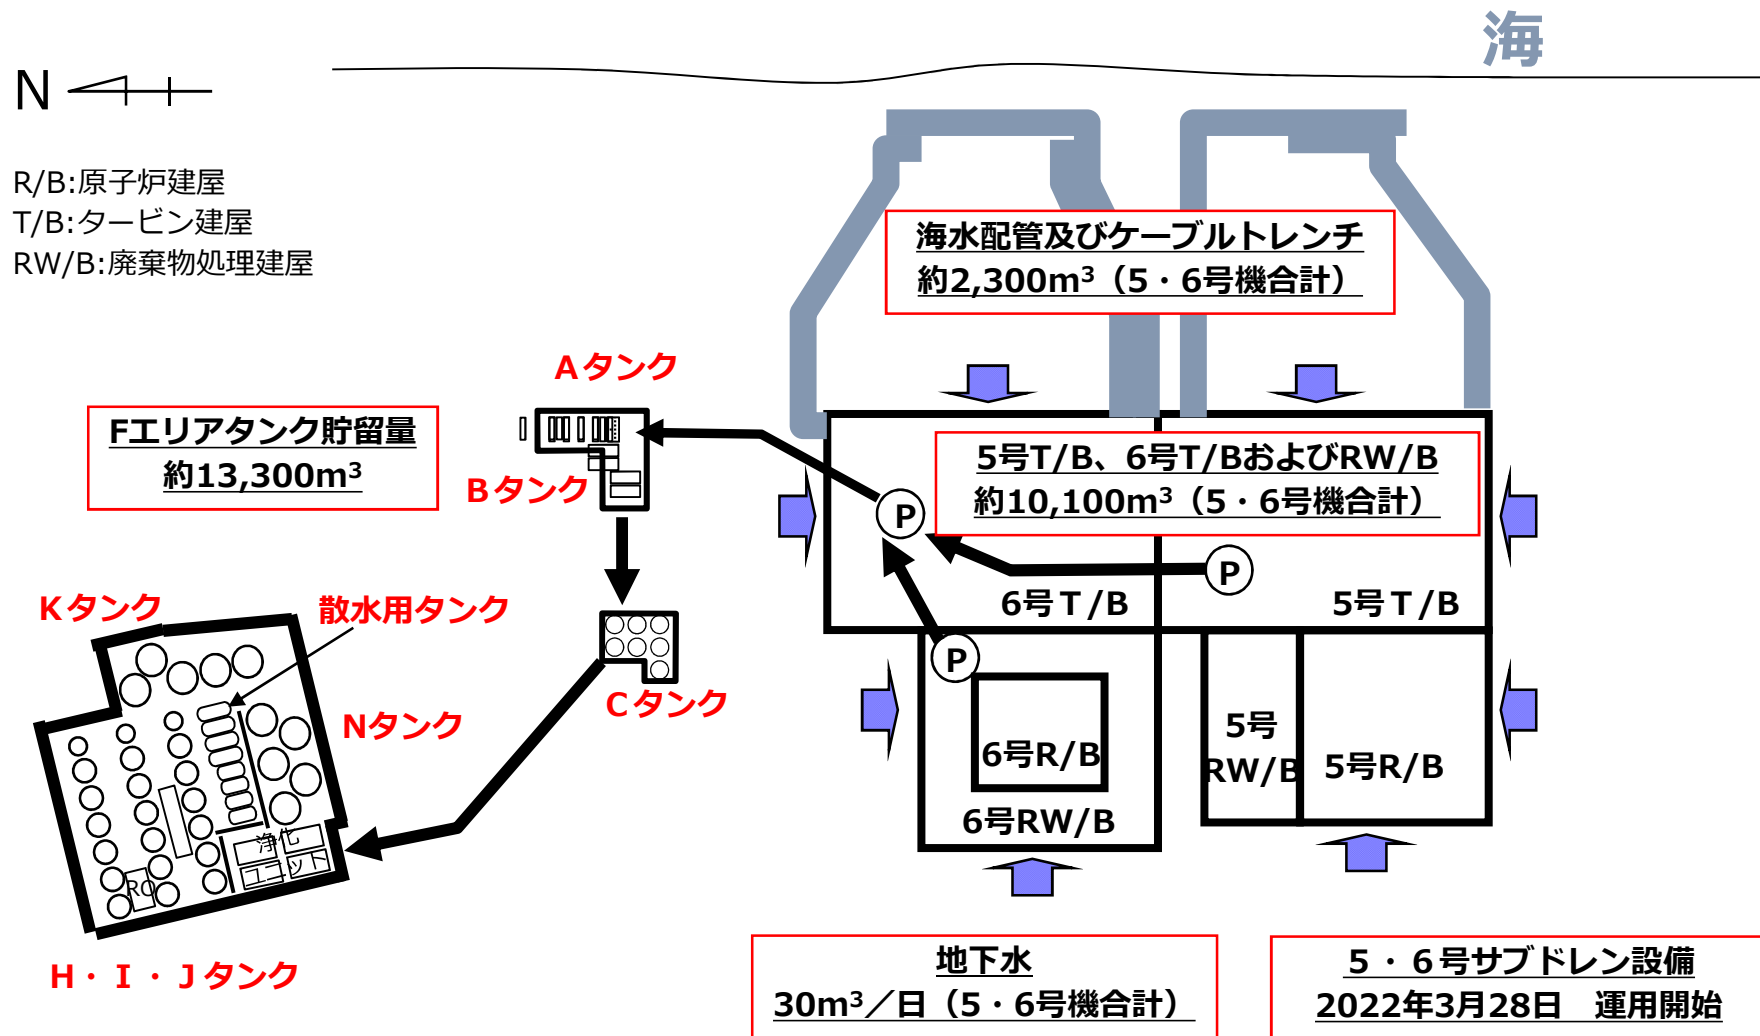 海
N
R/B:原子炉建屋
T/B:タービン建屋
RW/B:廃棄物処理建屋
海水配管及びケーブルトレンチ
約2,300m³（5・6号機合計）
Aタンク
Fエリアタンク貯留量
約13,300m³
Bタンク
5号T/B、6号T/BおよびRW/B
約10,100m³（5・6号機合計）
P
P
6号T/B
5号T/B
Kタンク
散水用タンク
P
Cタンク
Nタンク
5号
RW/B
6号R/B
5号R/B
6号RW/B
浄化
ユニット
RO
H・I・Jタンク
地下水
30m³／日（5・6号機合計）
5・6号サブドレン設備
2022年3月28日　運用開始